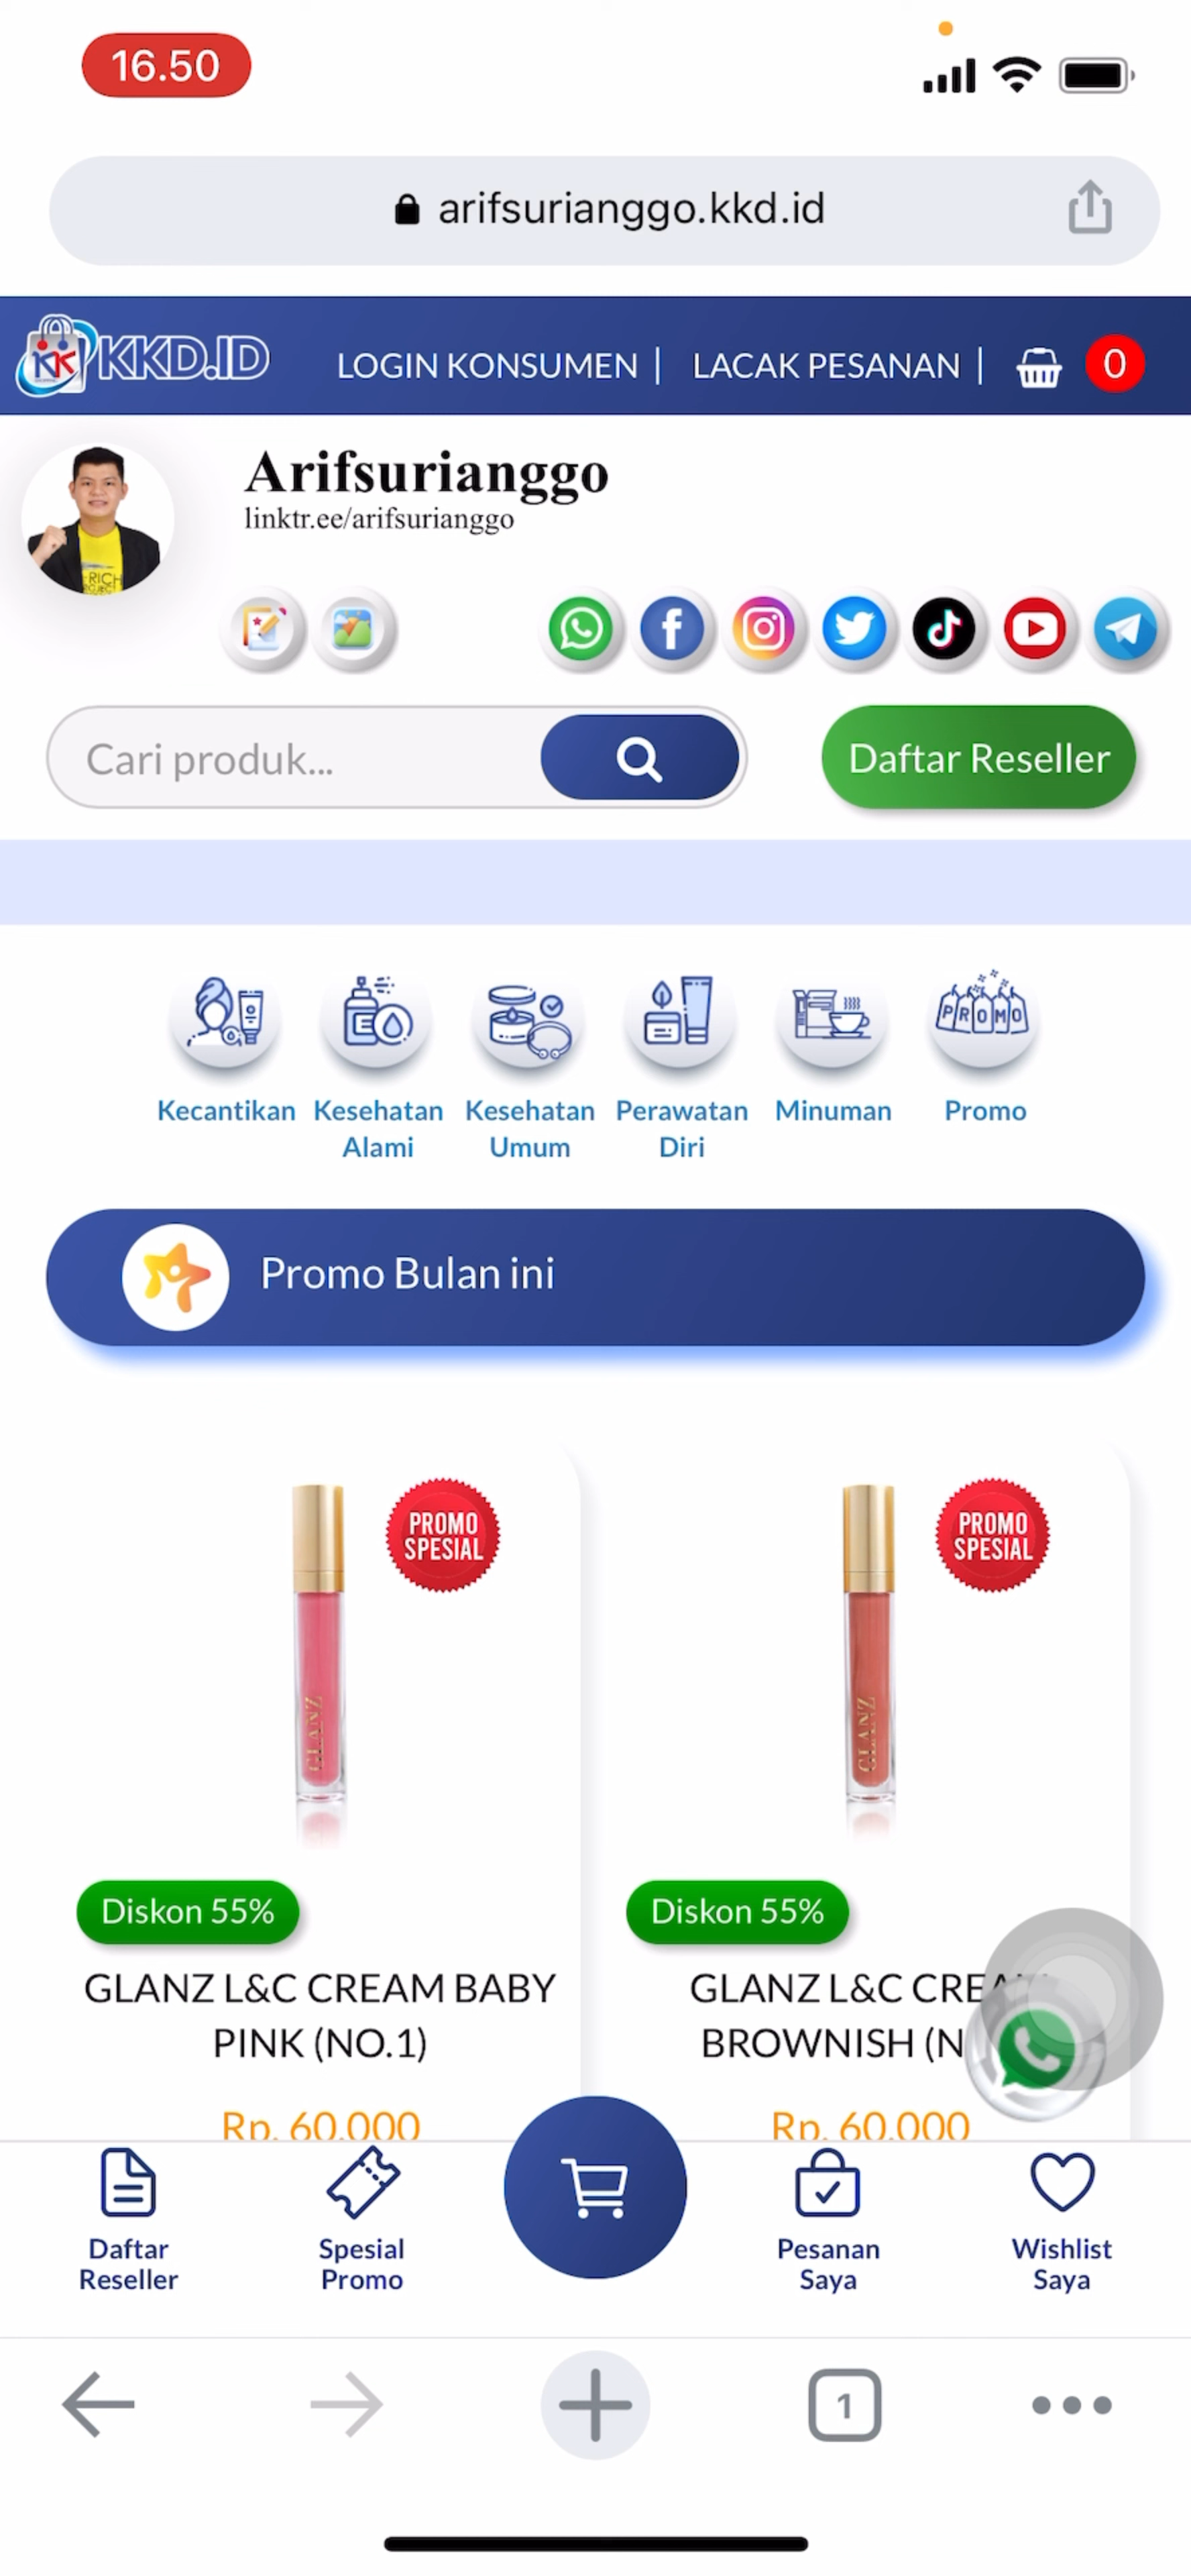 16.50
arifsurianggo.kkd.id
KK KKD.ID LOGIN KONSUMEN | LACAK PESANAN | 0
Arifsurianggo
linktr.ee/arifsurianggo
RICH
Cari produk...
Daftar Reseller
PROMO
Kecantikan
Kesehatan
Alami
Kesehatan
Umum
Perawatan
Diri
Minuman
Promo
Promo Bulan ini
PROMO
SPESIAL
GLANZ
Diskon 55%
GLANZ L&C CREAM BABY
PINK (NO.1)
Rp. 60.000
PROMO
SPESIAL
GLANZ
Diskon 55%
GLANZ L&C
BROWNISH
Rp. 60.000
Daftar
Reseller
Spesial
Promo
Pesanan
Saya
Wishlist
Saya
1